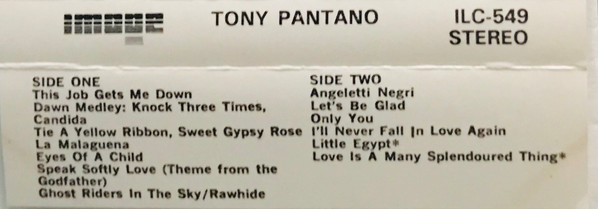 image
TONY PANTANO
ILC-549
STEREO
SIDE ONE
This Job Gets Me Down
Dawn Medley: Knock Three Times,
Candida
Tie A Yellow Ribbon, Sweet Gypsy Rose
La Malaguena
Eyes Of A Child
Speak Softly Love (Theme from the
Godfather)
Ghost Riders In The Sky/Rawhide
SIDE TWO
Angeletti Negri
Let's Be Glad
Only You
I'll Never Fall In Love Again
Little Egypt*
Love Is A Many Splendoured Thing*